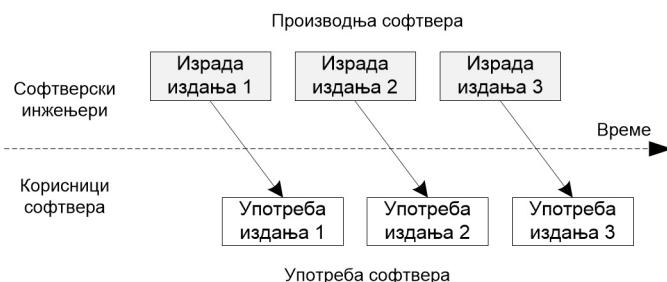 Производња софтвера
Израда
издања 1
Израда
издања 2
Израда
издања 3
Софтверски
инжењери
Време
Корисници
софтвера
Употреба
издања 1
Употреба
издања 2
Употреба
издања 3
Употреба софтвера